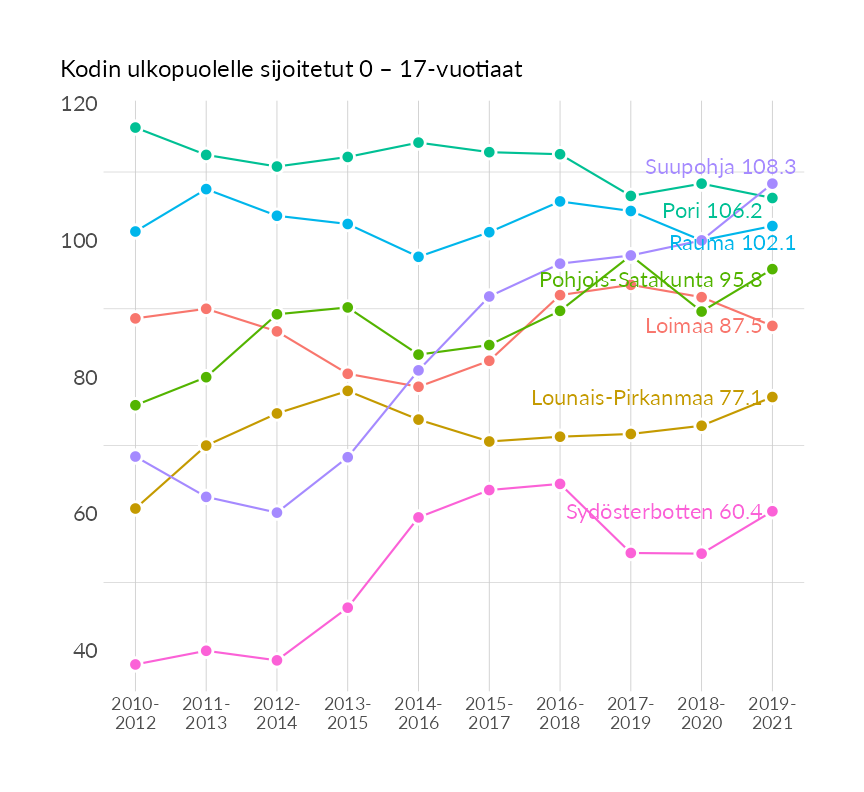 Kodin ulkopuolelle sijoitetut 0 – 17-vuotiaat
120
100
80
60
40
Suupohja 108.3
Pori 106.2
Rauma 102.1
Pohjois-Satakunta 95.8
Loimaa 87.5
Lounais-Pirkanmaa 77.1
Sydösterbotten 60.4
2010- 2011- 2012- 2013- 2014- 2015- 2016- 2017- 2018- 2019-
2012 2013 2014 2015 2016 2017 2018 2019 2020 2021